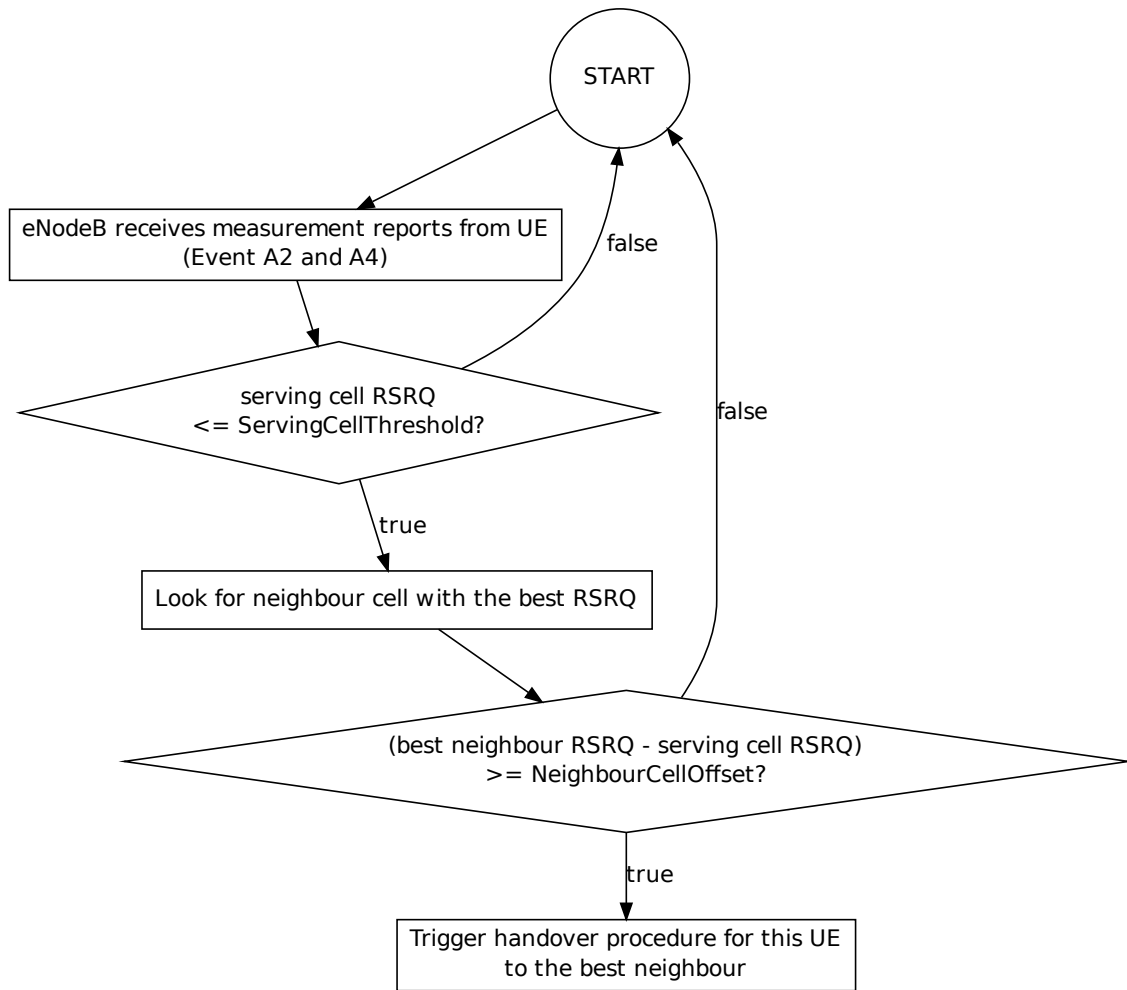 START
eNodeB receives measurement reports from UE
(Event A2 and A4)
false
serving cell RSRQ
<= ServingCellThreshold?
false
true
Look for neighbour cell with the best RSRQ
(best neighbour RSRQ - serving cell RSRQ)
>= NeighbourCellOffset?
true
Trigger handover procedure for this UE
to the best neighbour